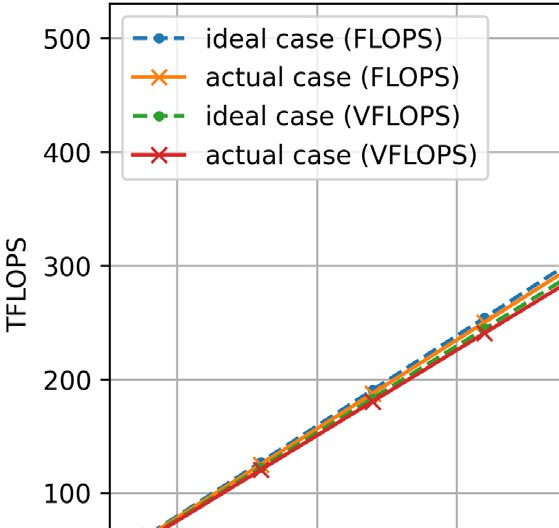 500
400
300
200
100
TFLOPS
ideal case (FLOPS)
actual case (FLOPS)
ideal case (VFLOPS)
actual case (VFLOPS)